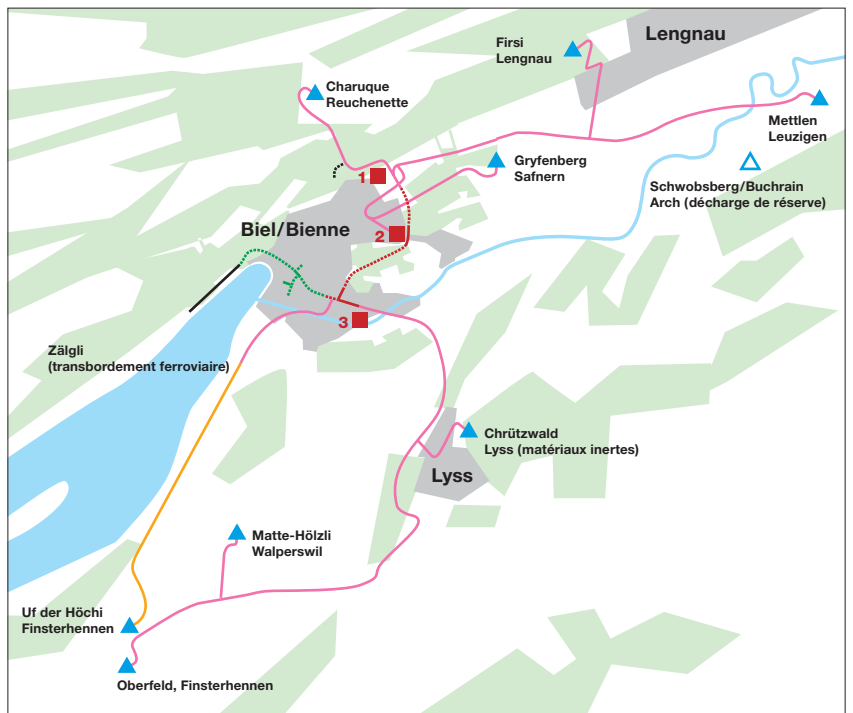 Lengnau
Firsi
Lengnau
Charuque
Reuchenette
Mettlen
Leuzigen
Gryfenberg
Safnern
1
Schwobsberg/Buchrain
Arch (décharge de réserve)
Biel/Bienne
2
3
Zälgli
(transbordement ferroviaire)
Chrützwald
Lyss (matériaux inertes)
Lyss
Matte-Hölzli
Walperswil
Uf der Höchi
Finsterhennen
Oberfeld, Finsterhennen